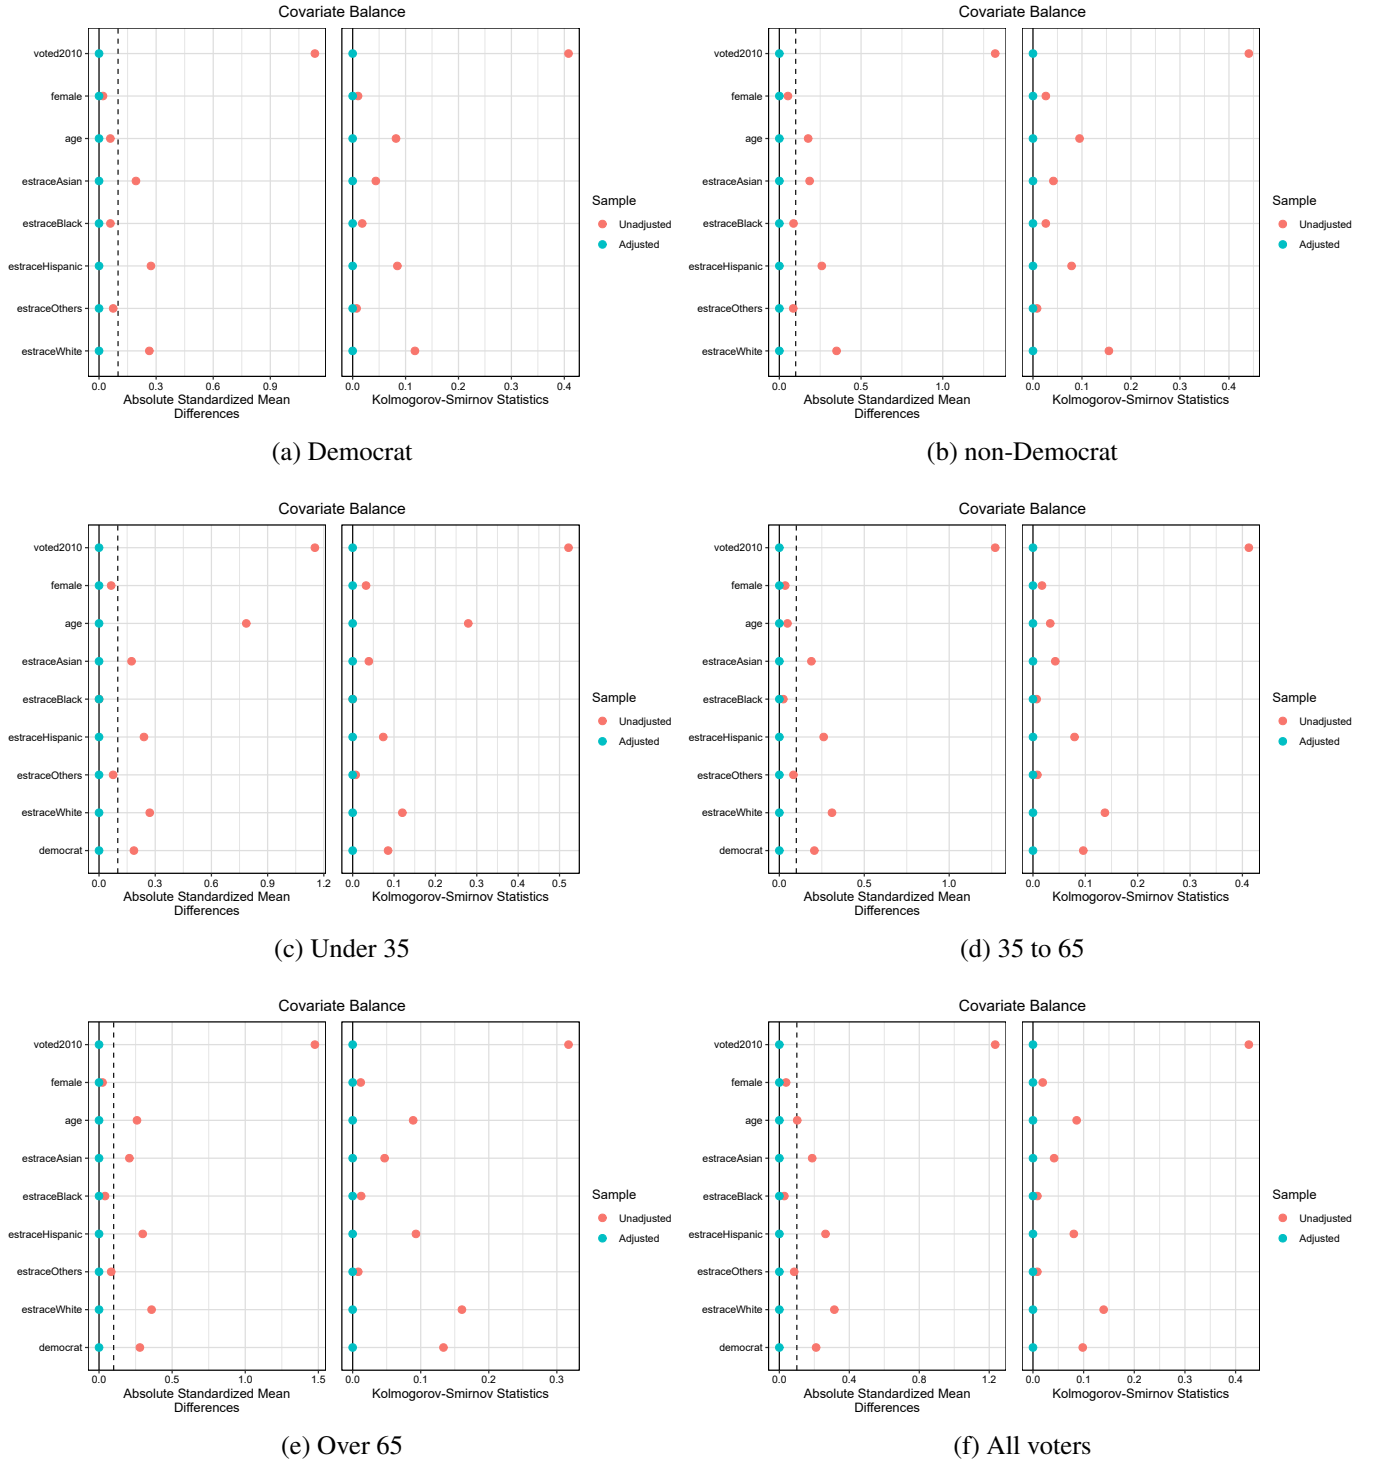 Covariate Balance
voted2010
female
age
estraceAsian
estraceBlack
estraceHispanic
estraceOthers
estraceWhite
0.0 0.3 0.6 0.9
Absolute Standardized Mean
Differences
0.0 0.1 0.2 0.3 0.4
Kolmogorov-Smirnov Statistics
Sample
Unadjusted
Adjusted
(a) Democrat
Covariate Balance
voted2010
female
age
estraceAsian
estraceBlack
estraceHispanic
estraceOthers
estraceWhite
0.0 0.5 1.0
Absolute Standardized Mean
Differences
0.0 0.1 0.2 0.3 0.4
Kolmogorov-Smirnov Statistics
Sample
Unadjusted
Adjusted
(b) non-Democrat
Covariate Balance
voted2010
female
age
estraceAsian
estraceBlack
estraceHispanic
estraceOthers
estraceWhite
democrat
0.0 0.3 0.6 0.9 1.2
Absolute Standardized Mean
Differences
0.0 0.1 0.2 0.3 0.4 0.5
Kolmogorov-Smirnov Statistics
Sample
Unadjusted
Adjusted
(c) Under 35
Covariate Balance
voted2010
female
age
estraceAsian
estraceBlack
estraceHispanic
estraceOthers
estraceWhite
democrat
0.0 0.5 1.0
Absolute Standardized Mean
Differences
0.0 0.1 0.2 0.3 0.4
Kolmogorov-Smirnov Statistics
Sample
Unadjusted
Adjusted
(d) 35 to 65
Covariate Balance
voted2010
female
age
estraceAsian
estraceBlack
estraceHispanic
estraceOthers
estraceWhite
democrat
0.0 0.5 1.0 1.5
Absolute Standardized Mean
Differences
0.0 0.1 0.2 0.3
Kolmogorov-Smirnov Statistics
Sample
Unadjusted
Adjusted
(e) Over 65
Covariate Balance
voted2010
female
age
estraceAsian
estraceBlack
estraceHispanic
estraceOthers
estraceWhite
democrat
0.0 0.4 0.8 1.2
Absolute Standardized Mean
Differences
0.0 0.1 0.2 0.3 0.4
Kolmogorov-Smirnov Statistics
Sample
Unadjusted
Adjusted
(f) All voters